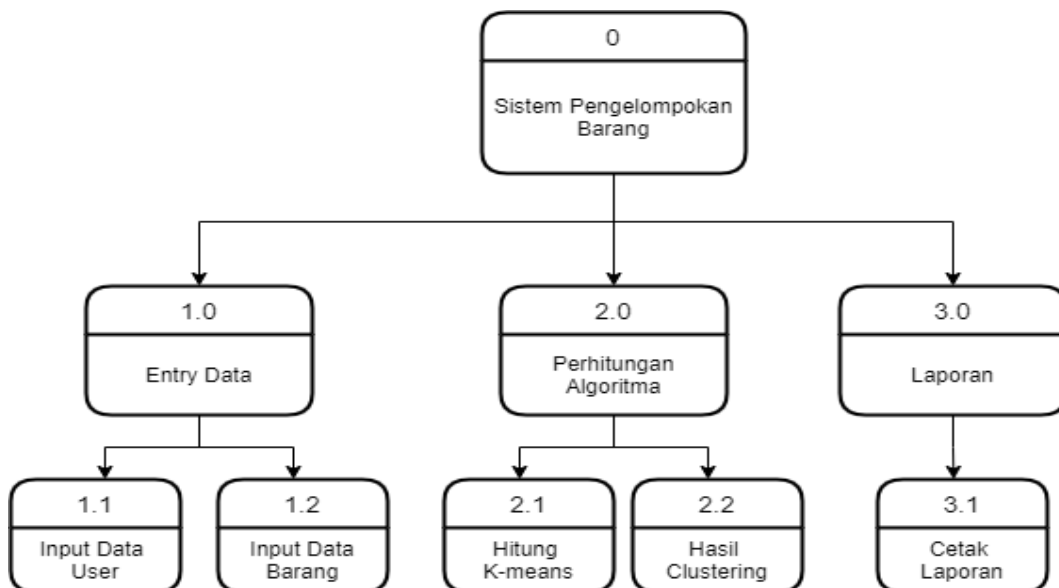 0
Sistem Pengelompokan
Barang
1.0
Entry Data
2.0
Perhitungan
Algoritma
3.0
Laporan
1.1
Input Data
User
1.2
Input Data
Barang
2.1
Hitung
K-means
2.2
Hasil
Clustering
3.1
Cetak
Laporan